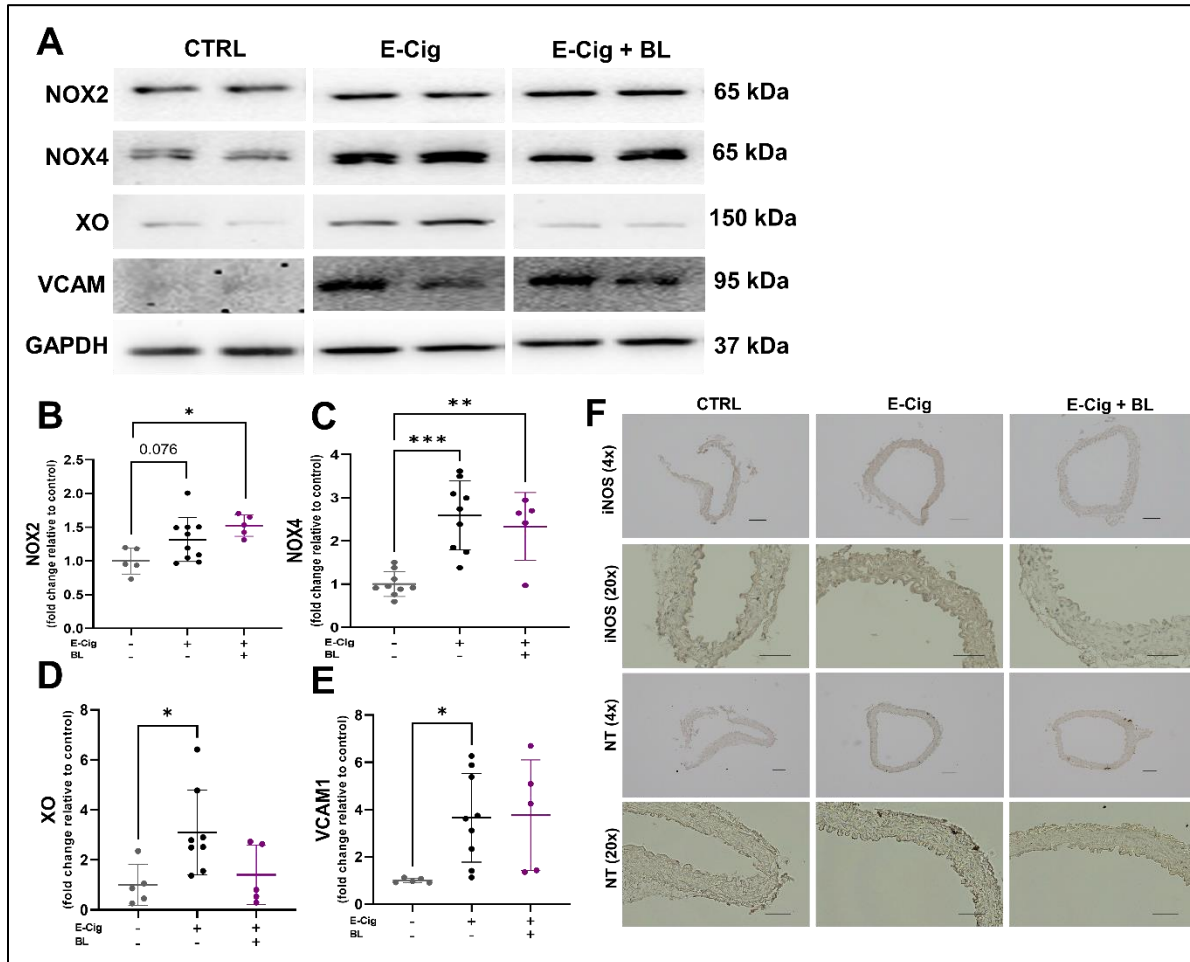 A
CTRL E-Cig E-Cig + BL
NOX2 65 kDa
NOX4 65 kDa
XO 150 kDa
VCAM 95 kDa
GAPDH 37 kDa
B
*
0.076
NOX2
(fold change relative to control)
2.5
2.0
1.5
1.0
0.5
0.0
E-Cig - + +
BL - - +
C
**
***
NOX4
(fold change relative to control)
4
3
2
1
0
E-Cig - + +
BL - - +
D
*
XO
(fold change relative to control)
8
6
4
2
0
E-Cig - + +
BL - - +
E
*
VCAM1
(fold change relative to control)
8
6
4
2
0
E-Cig - + +
BL - - +
F
CTRL E-Cig E-Cig + BL
iNOS (4x)
iNOS (20x)
NT (4x)
NT (20x)